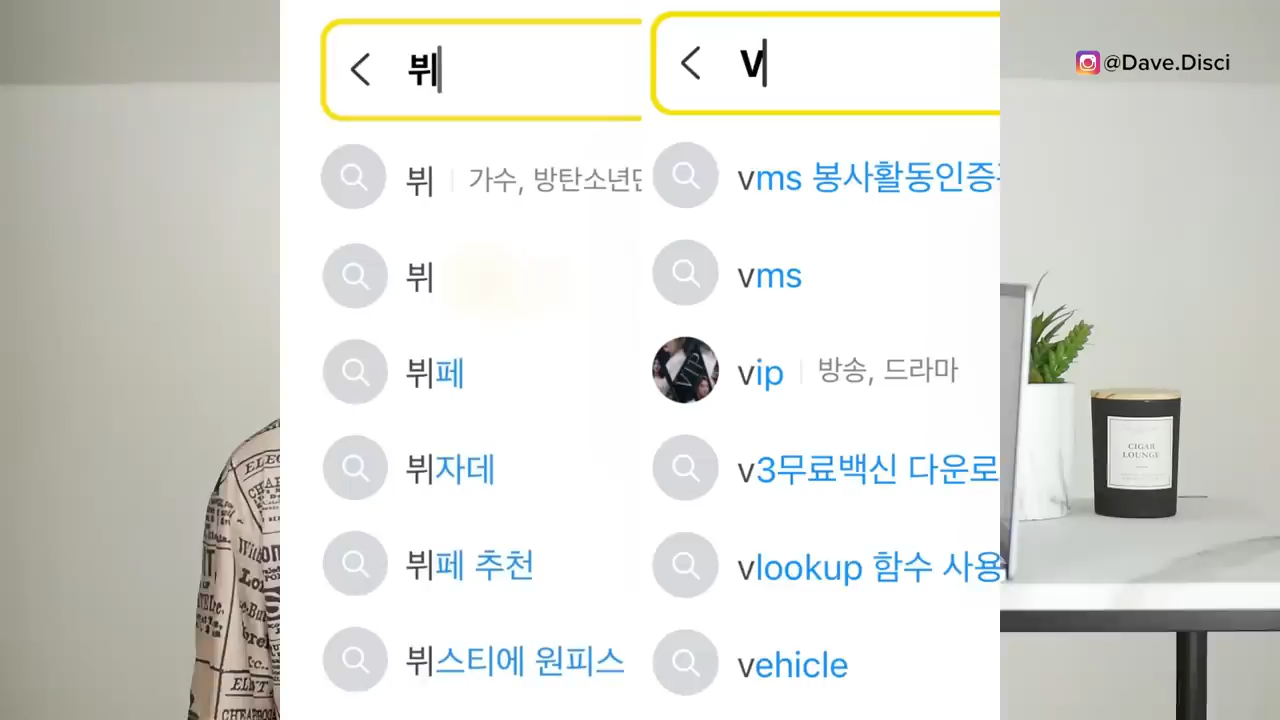 뷔
뷔 | 가수, 방탄소년단
뷔
뷔페
뷔자데
뷔페 추천
뷔스티에 원피스
V
vms 봉사활동인증
vms
vip | 방송, 드라마
VIP
v3무료백신 다운로
vlookup 함수 사용
vehicle
@Dave.Disci
CIGAR
LOUNGE